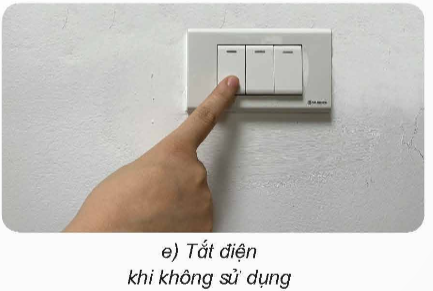 e) Tắt điện
khi không sử dụng